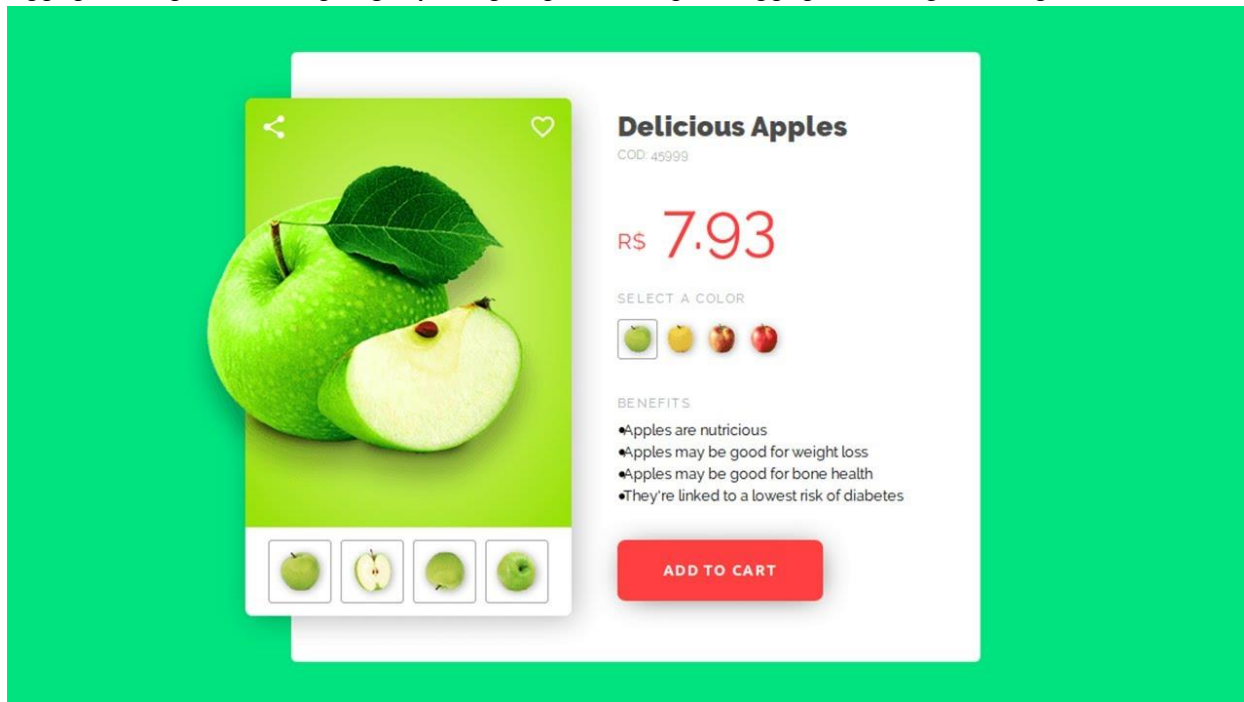 Delicious Apples
COD: 45999
R$ 7.93
SELECT A COLOR
BENEFITS
•Apples are nutricious
•Apples may be good for weight loss
•Apples may be good for bone health
•They're linked to a lowest risk of diabetes
ADD TO CART